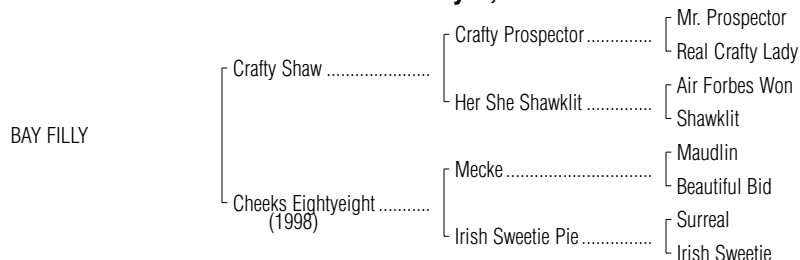 Mr. Prospector
Crafty Prospector ..............
Real Crafty Lady
Crafty Shaw ......................
Air Forbes Won
Her She Shawklit ..............
Shawklit
BAY FILLY
Maudlin
Mecke ...............................
Beautiful Bid
Cheeks Eightyeight ...........
(1998)
Surreal
Irish Sweetie Pie ...............
Irish Sweetie